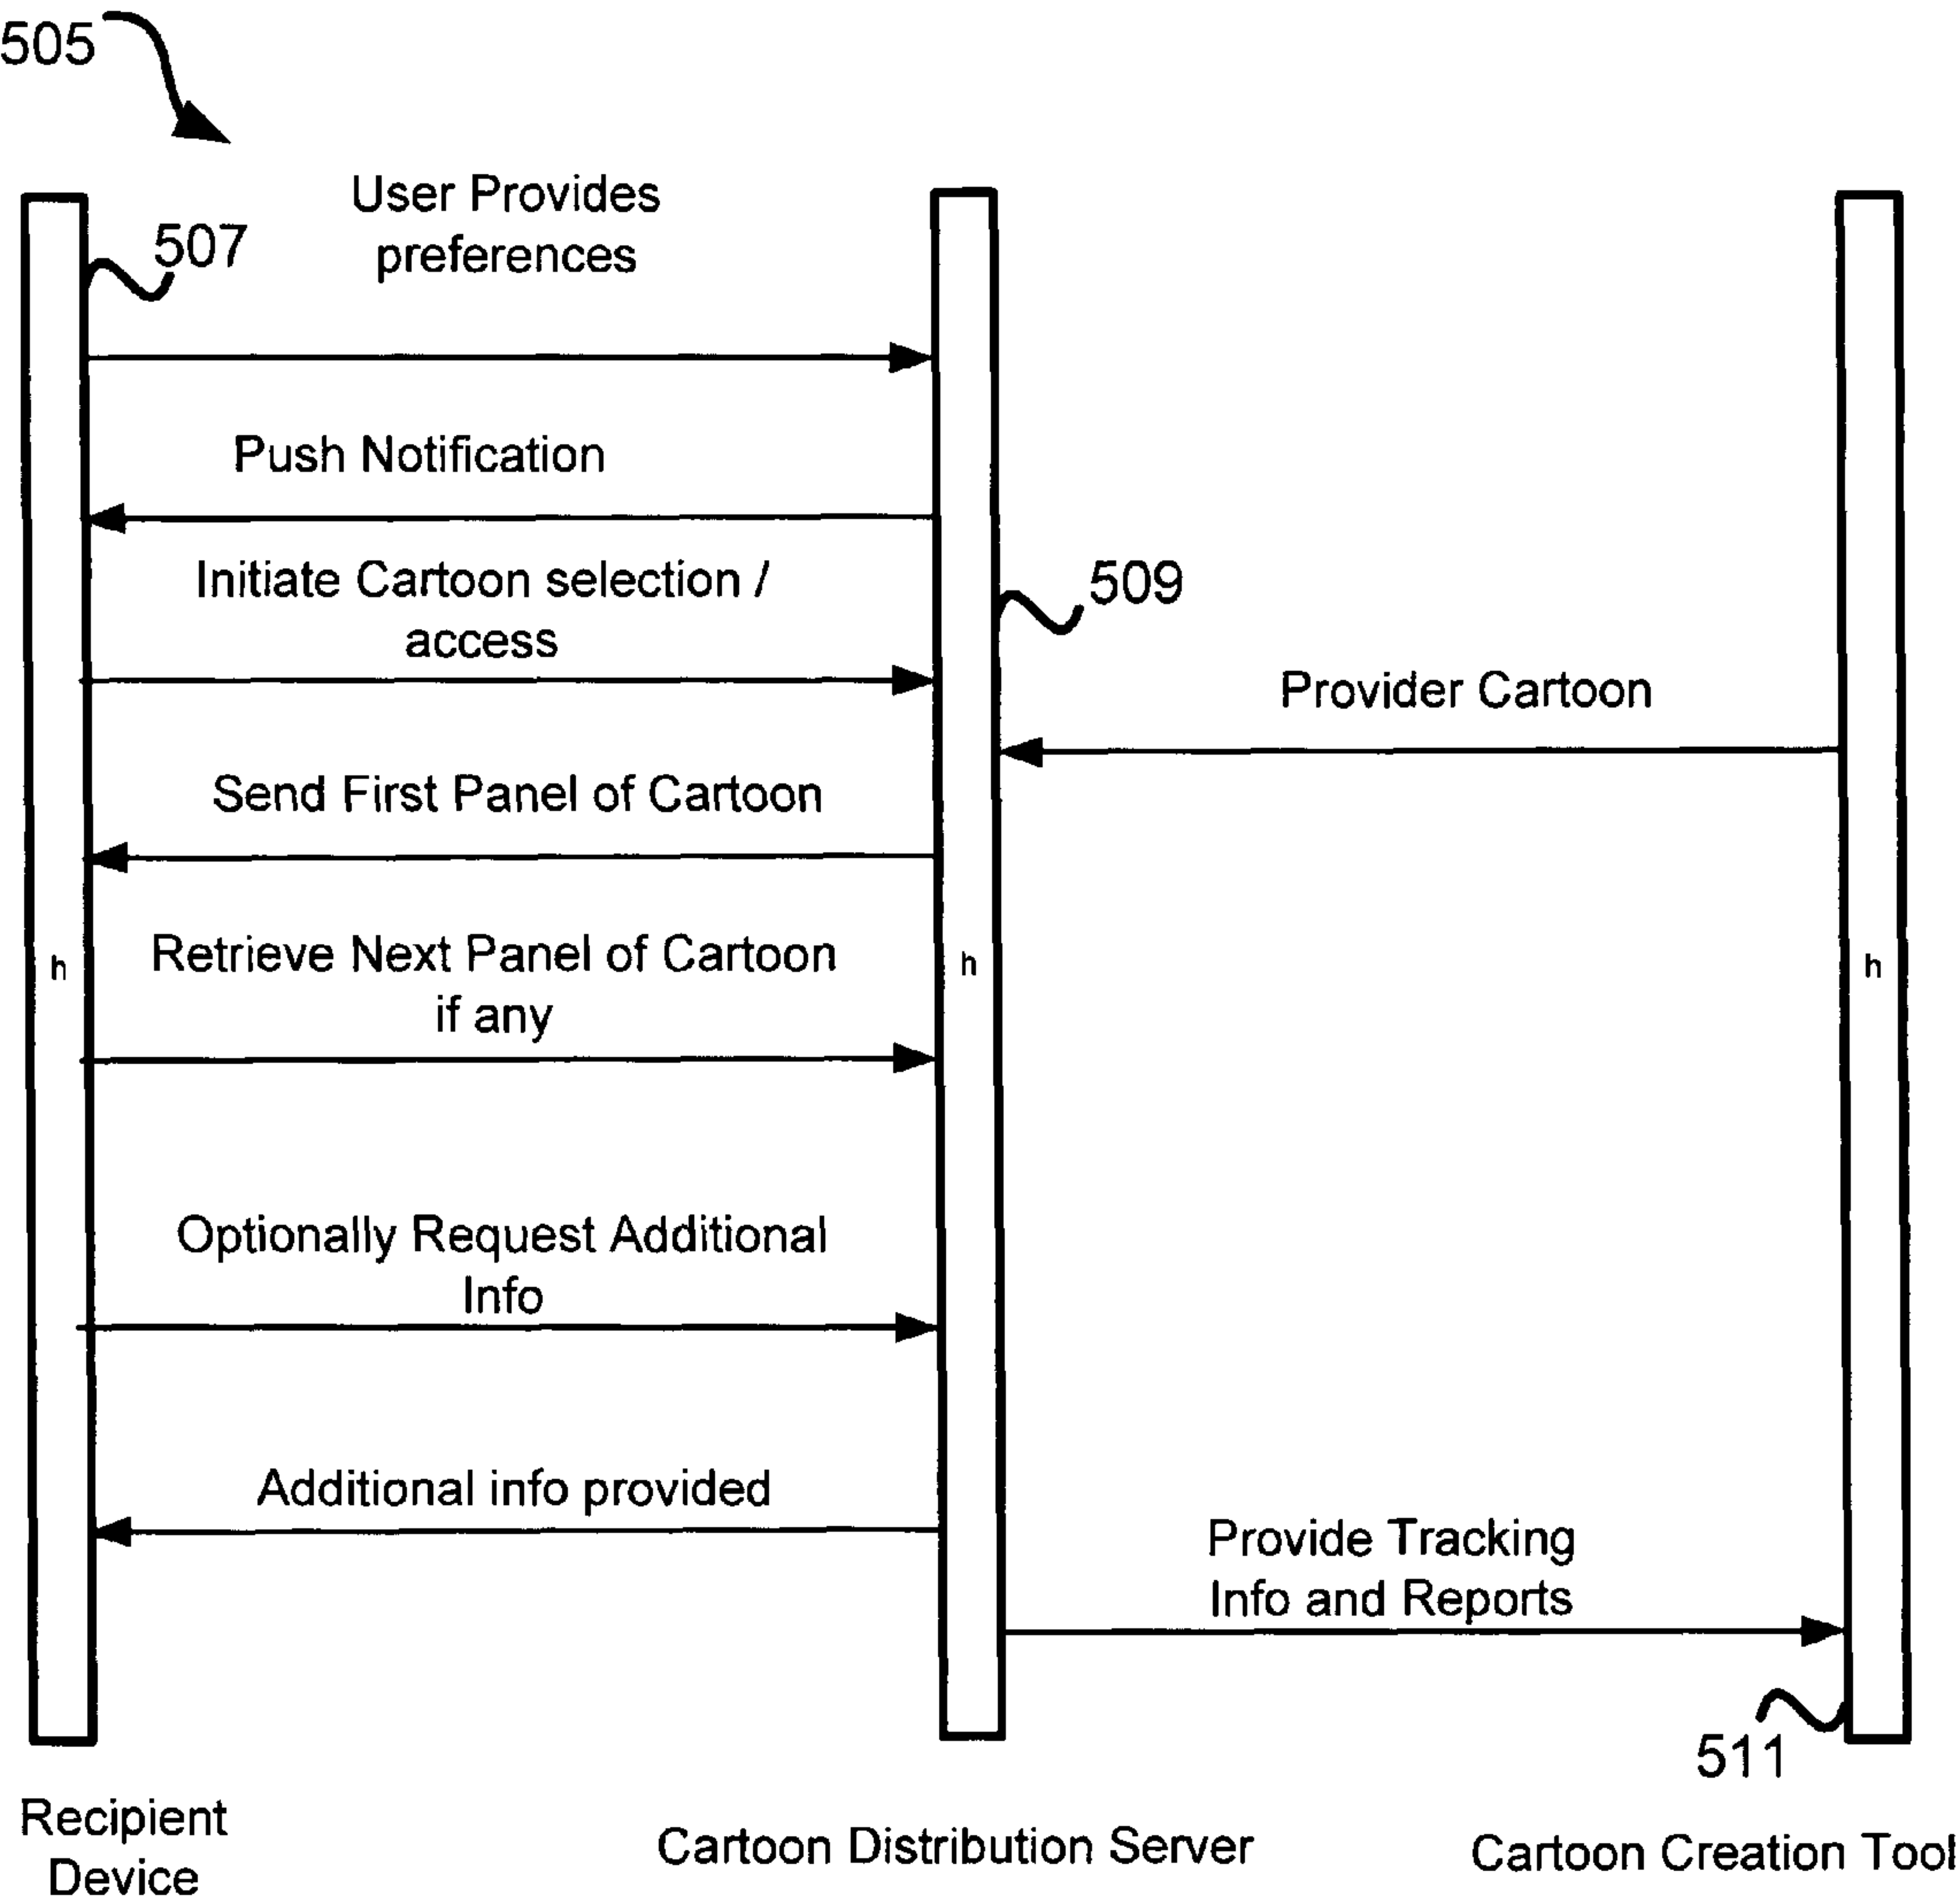 505
User Provides
preferences
507
Push Notification
Initiate Cartoon selection /
access
509
Provider Cartoon
Send First Panel of Cartoon
Retrieve Next Panel of Cartoon
if any
h
h
h
Optionally Request Additional
Info
Additional info provided
Provide Tracking
Info and Reports
511
Recipient
Device
Cartoon Distribution Server
Cartoon Creation Tool